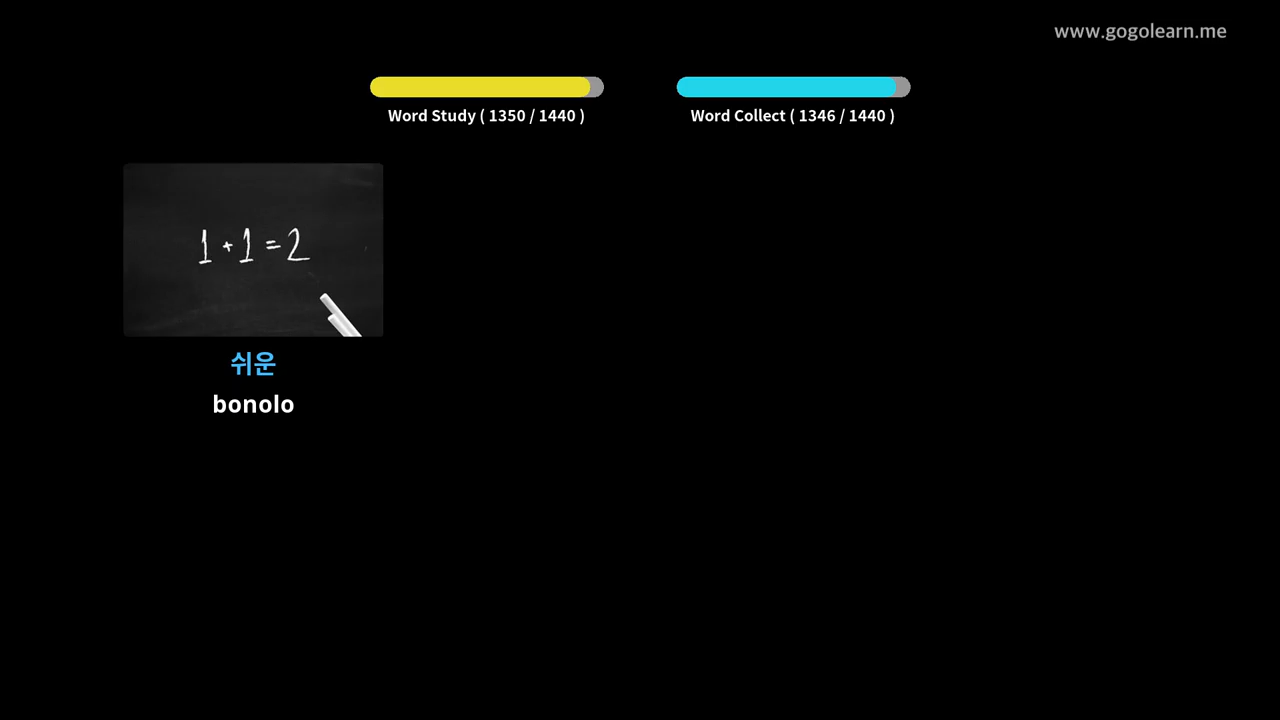 www.gogolearn.me
Word Study ( 1350 / 1440 )
Word Collect ( 1346 / 1440 )
1 + 1 = 2
쉬운
bonolo